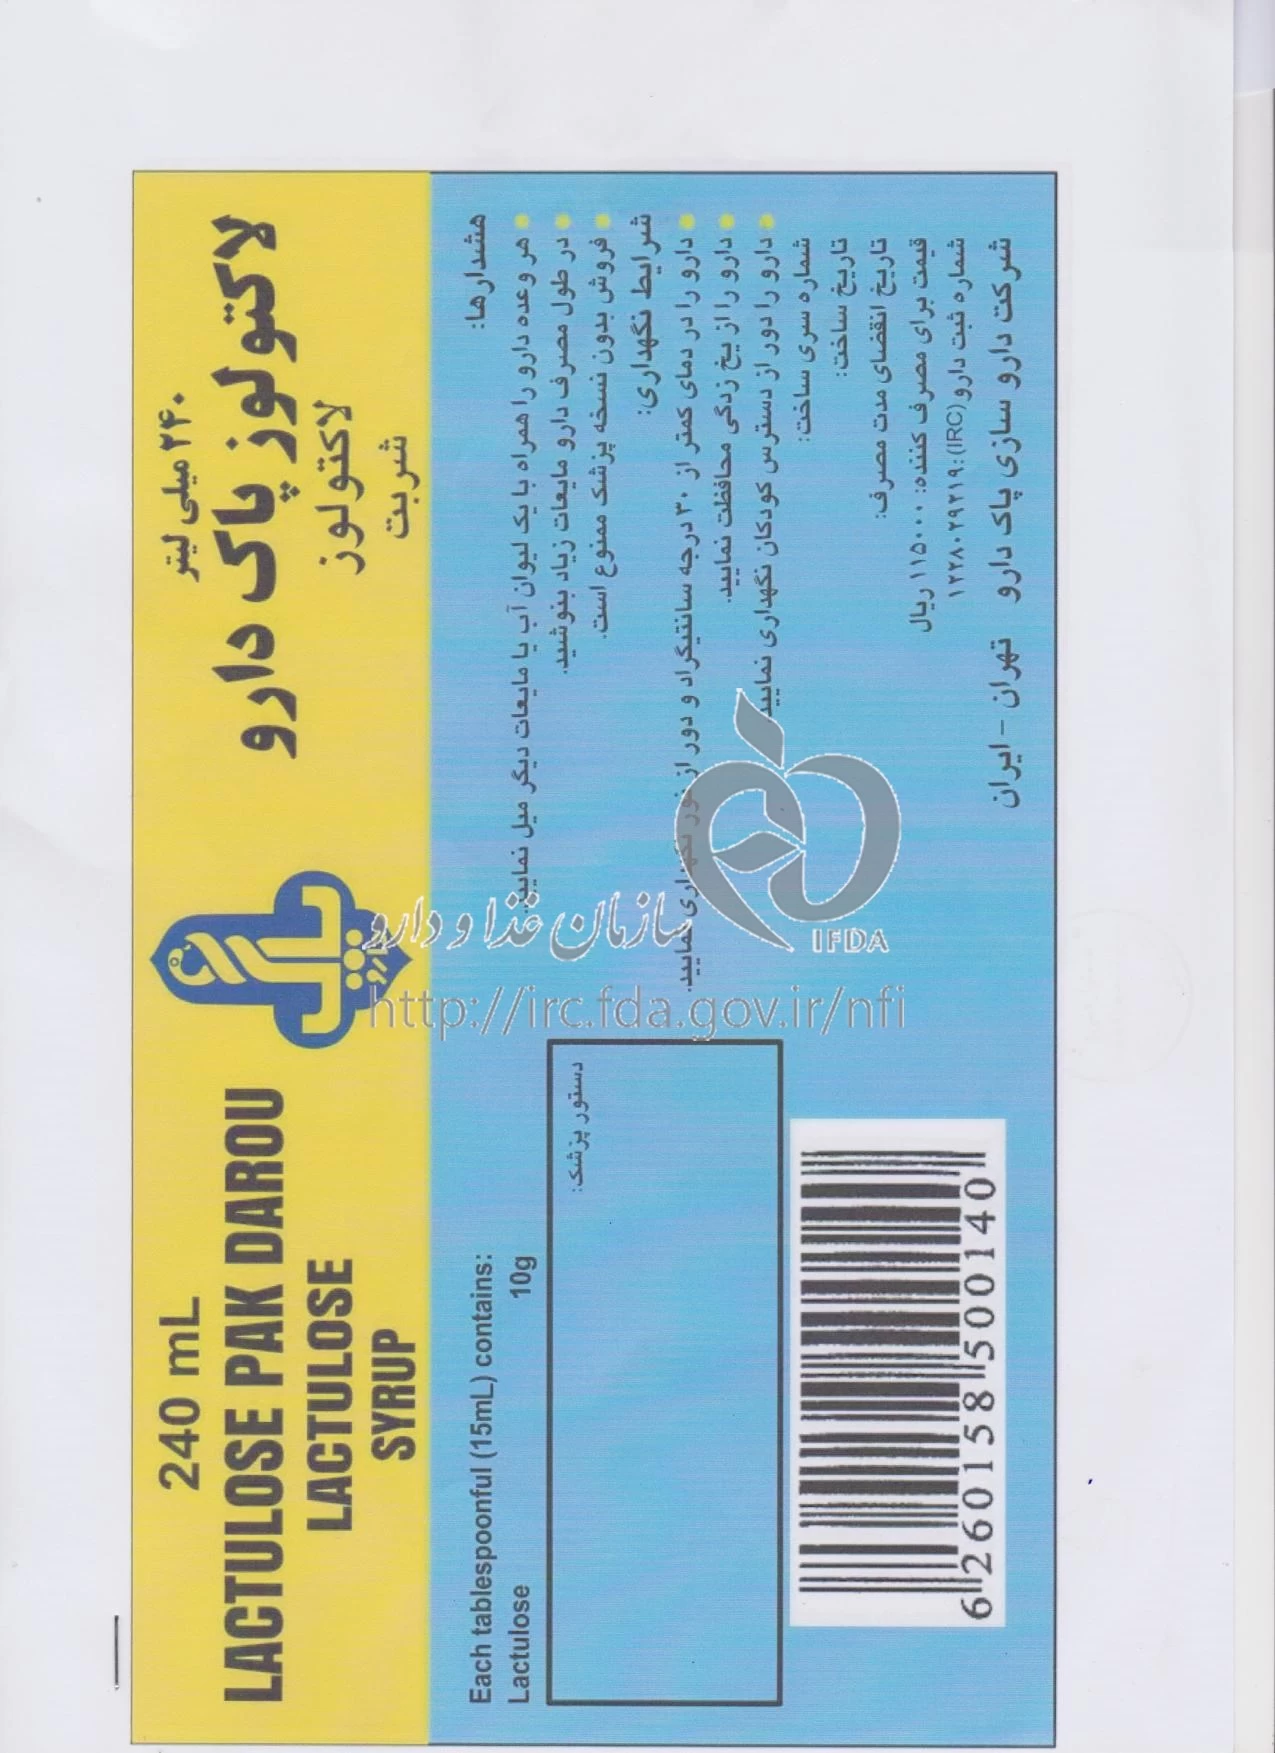 240 mL
LACTULOSE PAK DAROU
LACTULOSE
SYRUP
پاک
دارو
۲۴۰ میلی لیتر
لاکتولوز پاک دارو
لاکتولوز
شربت
Each tablespoonful (15mL) contains:
Lactulose 10g
دستور پزشک:
6 260158 500140
هشدارها:
هر وعده دارو را همراه با یک لیوان آب یا مایعات دیگر میل نمایید.
در طول مصرف دارو مایعات زیاد بنوشید.
فروش بدون نسخه پزشک ممنوع است.
شرایط نگهداری:
دارو را در دمای کمتر از ۳۰ درجه سانتیگراد و دور از نور نگهداری نمایید.
دارو را از یخ زدگی محافظت نمایید.
دارو را دور از دسترس کودکان نگهداری نمایید
شماره سری ساخت:
تاریخ ساخت:
تاریخ انقضای مدت مصرف:
قیمت برای مصرف کننده: ۱۱۵۰۰۰ ریال
شماره ثبت دارو(IRC): ۱۲۲۸۰۲۹۲۱۹
شرکت دارو سازی پاک دارو تهران – ایران
سازمان غذا و دارو
IFDA
http://irc.fda.gov.ir/nfi